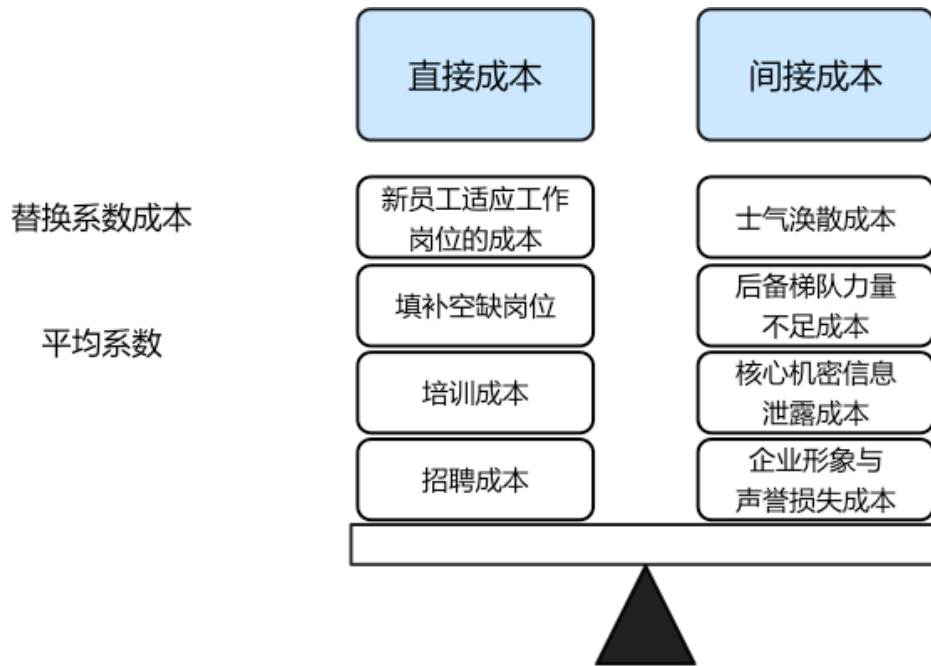 直接成本
间接成本
替换系数成本
新员工适应工作
岗位的成本
士气涣散成本
平均系数
填补空缺岗位
后备梯队力量
不足成本
培训成本
核心机密信息
泄露成本
招聘成本
企业形象与
声誉损失成本